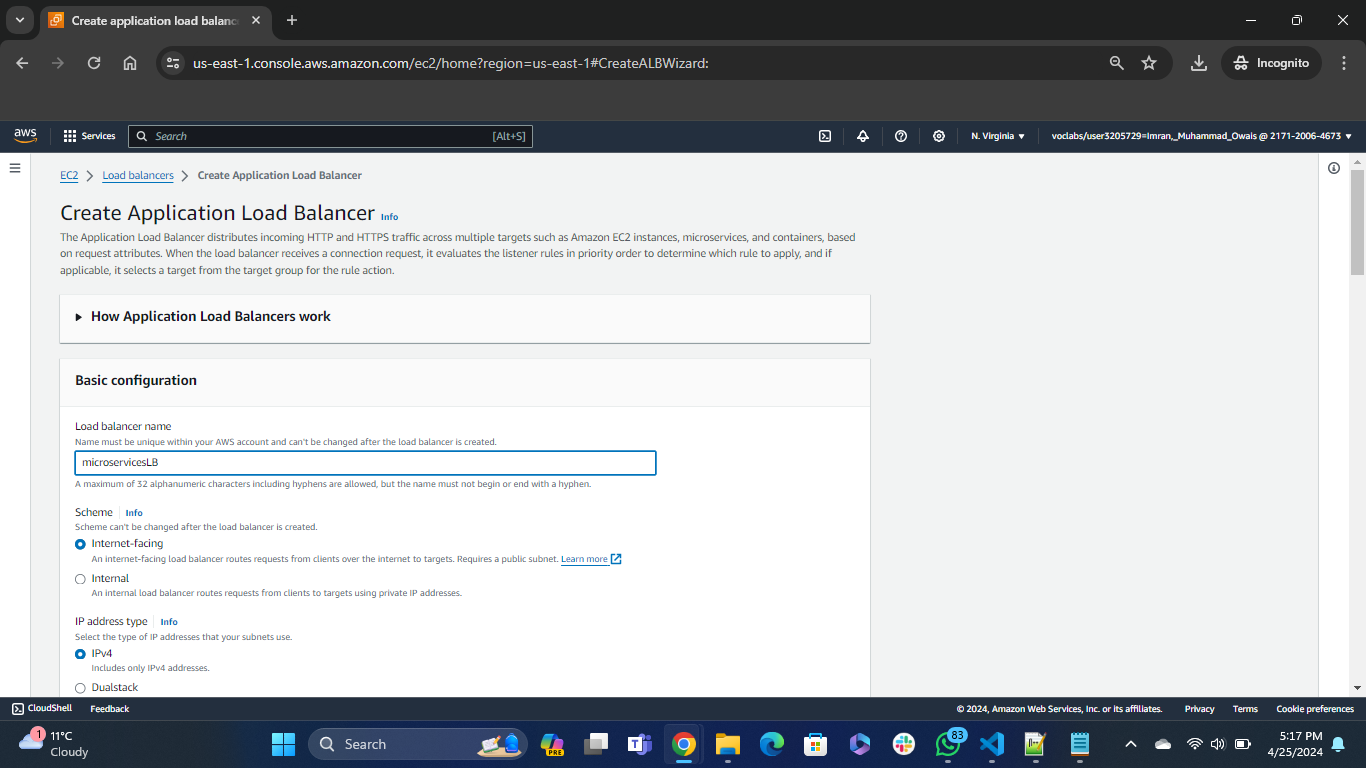 Create application load balanc
us-east-1.console.aws.amazon.com/ec2/home?region=us-east-1#CreateALBWizard:
Incognito
aws
Services
Search
[Alt+S]
N. Virginia
voclabs/user3205729=Imran,_Muhammad_Owais @ 2171-2006-4673
EC2
Load balancers
Create Application Load Balancer
Create Application Load Balancer
Info
The Application Load Balancer distributes incoming HTTP and HTTPS traffic across multiple targets such as Amazon EC2 instances, microservices, and containers, based
on request attributes. When the load balancer receives a connection request, it evaluates the listener rules in priority order to determine which rule to apply, and if
applicable, it selects a target from the target group for the rule action.
How Application Load Balancers work
Basic configuration
Load balancer name
Name must be unique within your AWS account and can't be changed after the load balancer is created.
microservicesLB
A maximum of 32 alphanumeric characters including hyphens are allowed, but the name must not begin or end with a hyphen.
Scheme
Info
Scheme can't be changed after the load balancer is created.
Internet-facing
An internet-facing load balancer routes requests from clients over the internet to targets. Requires a public subnet. Learn more
Internal
An internal load balancer routes requests from clients to targets using private IP addresses.
IP address type
Info
Select the type of IP addresses that your subnets use.
IPv4
Includes only IPv4 addresses.
Dualstack
CloudShell
Feedback
© 2024, Amazon Web Services, Inc. or its affiliates.
Privacy
Terms
Cookie preferences
1
11°C
Cloudy
Search
PRE
83
5:17 PM
4/25/2024